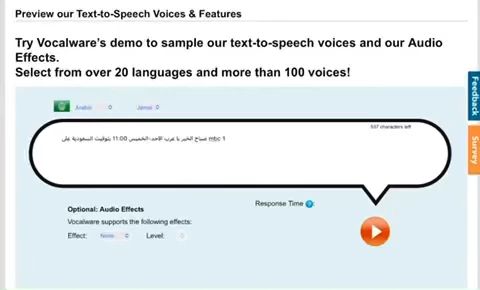 Preview our Text-to-Speech Voices & Features
Try Vocalware's demo to sample our text-to-speech voices and our Audio
Effects.
Select from over 20 languages and more than 100 voices!
Feedback
Survey
Arabic
Jamal
537 characters left
صباح الخير يا عرب الاحد-الخميس 11:00 بتوقيت السعودية على mbc 1
Response Time ?
Optional: Audio Effects
Vocalware supports the following effects:
Effect: None Level: